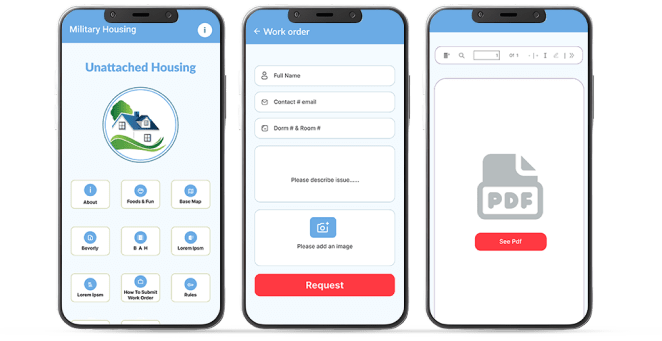 Military Housing
i
Unattached Housing
i
About
Foods & Fun
Base Map
Beverly
B A H
Lorem Ipsm
Lorem Ipsm
How To Submit
Work Order
Rules
Work order
Full Name
Contact # email
Dorm # & Room #
Please describe issue......
Please add an image
Request
1
Of 1
PDF
See Pdf